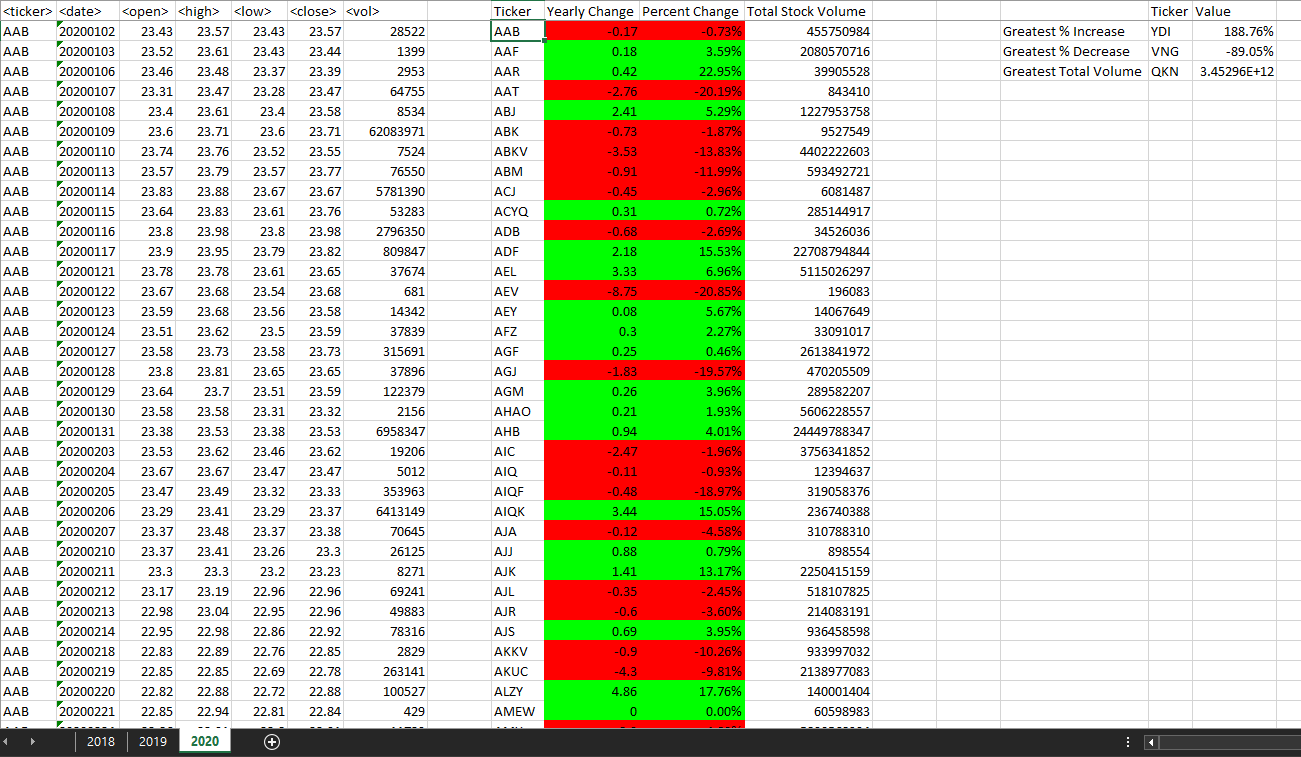 <ticker> <date> <open> <high> <low> <close> <vol> Ticker Yearly Change Percent Change Total Stock Volume Ticker Value
AAB 20200102 23.43 23.57 23.43 23.57 28522 AAB -0.17 -0.73% 455750984 Greatest % Increase YDI 188.76%
AAB 20200103 23.52 23.61 23.43 23.44 1399 AAF 0.18 3.59% 2080570716 Greatest % Decrease VNG -89.05%
AAB 20200106 23.46 23.48 23.37 23.39 2953 AAR 0.42 22.95% 39905528 Greatest Total Volume QKN 3.45296E+12
AAB 20200107 23.31 23.47 23.28 23.47 64755 AAT -2.76 -20.19% 843410
AAB 20200108 23.4 23.61 23.4 23.58 8534 ABJ 2.41 5.29% 1227953758
AAB 20200109 23.6 23.71 23.6 23.71 62083971 ABK -0.73 -1.87% 9527549
AAB 20200110 23.74 23.76 23.52 23.55 7524 ABKV -3.53 -13.83% 4402222603
AAB 20200113 23.57 23.79 23.57 23.77 76550 ABM -0.91 -11.99% 593492721
AAB 20200114 23.83 23.88 23.67 23.67 5781390 ACJ -0.45 -2.96% 6081487
AAB 20200115 23.64 23.83 23.61 23.76 53283 ACYQ 0.31 0.72% 285144917
AAB 20200116 23.8 23.98 23.8 23.98 2796350 ADB -0.68 -2.69% 34526036
AAB 20200117 23.9 23.95 23.79 23.82 809847 ADF 2.18 15.53% 22708794844
AAB 20200121 23.78 23.78 23.61 23.65 37674 AEL 3.33 6.96% 5115026297
AAB 20200122 23.67 23.68 23.54 23.68 681 AEV -8.75 -20.85% 196083
AAB 20200123 23.59 23.68 23.56 23.58 14342 AEY 0.08 5.67% 14067649
AAB 20200124 23.51 23.62 23.5 23.59 37839 AFZ 0.3 2.27% 33091017
AAB 20200127 23.58 23.73 23.58 23.73 315691 AGF 0.25 0.46% 2613841972
AAB 20200128 23.8 23.81 23.65 23.65 37896 AGJ -1.83 -19.57% 470205509
AAB 20200129 23.64 23.7 23.51 23.59 122379 AGM 0.26 3.96% 289582207
AAB 20200130 23.58 23.58 23.31 23.32 2156 AHAO 0.21 1.93% 5606228557
AAB 20200131 23.38 23.53 23.38 23.53 6958347 AHB 0.94 4.01% 24449788347
AAB 20200203 23.53 23.62 23.46 23.62 19206 AIC -2.47 -1.96% 3756341852
AAB 20200204 23.67 23.67 23.47 23.47 5012 AIQ -0.11 -0.93% 12394637
AAB 20200205 23.47 23.49 23.32 23.33 353963 AIQF -0.48 -18.97% 319058376
AAB 20200206 23.29 23.41 23.29 23.37 6413149 AIQK 3.44 15.05% 236740388
AAB 20200207 23.37 23.48 23.37 23.38 70645 AJA -0.12 -4.58% 310788310
AAB 20200210 23.37 23.41 23.26 23.3 26125 AJJ 0.88 0.79% 898554
AAB 20200211 23.3 23.3 23.2 23.23 8271 AJK 1.41 13.17% 2250415159
AAB 20200212 23.17 23.19 22.96 22.96 69241 AJL -0.35 -2.45% 518107825
AAB 20200213 22.98 23.04 22.95 22.96 49883 AJR -0.6 -3.60% 214083191
AAB 20200214 22.95 22.98 22.86 22.92 78316 AJS 0.69 3.95% 936458598
AAB 20200218 22.83 22.89 22.76 22.85 2829 AKKV -0.9 -10.26% 933997032
AAB 20200219 22.85 22.85 22.69 22.78 263141 AKUC -4.3 -9.81% 2138977083
AAB 20200220 22.82 22.88 22.72 22.88 100527 ALZY 4.86 17.76% 140001404
AAB 20200221 22.85 22.94 22.81 22.84 429 AMEW 0 0.00% 60598983
2018 2019 2020